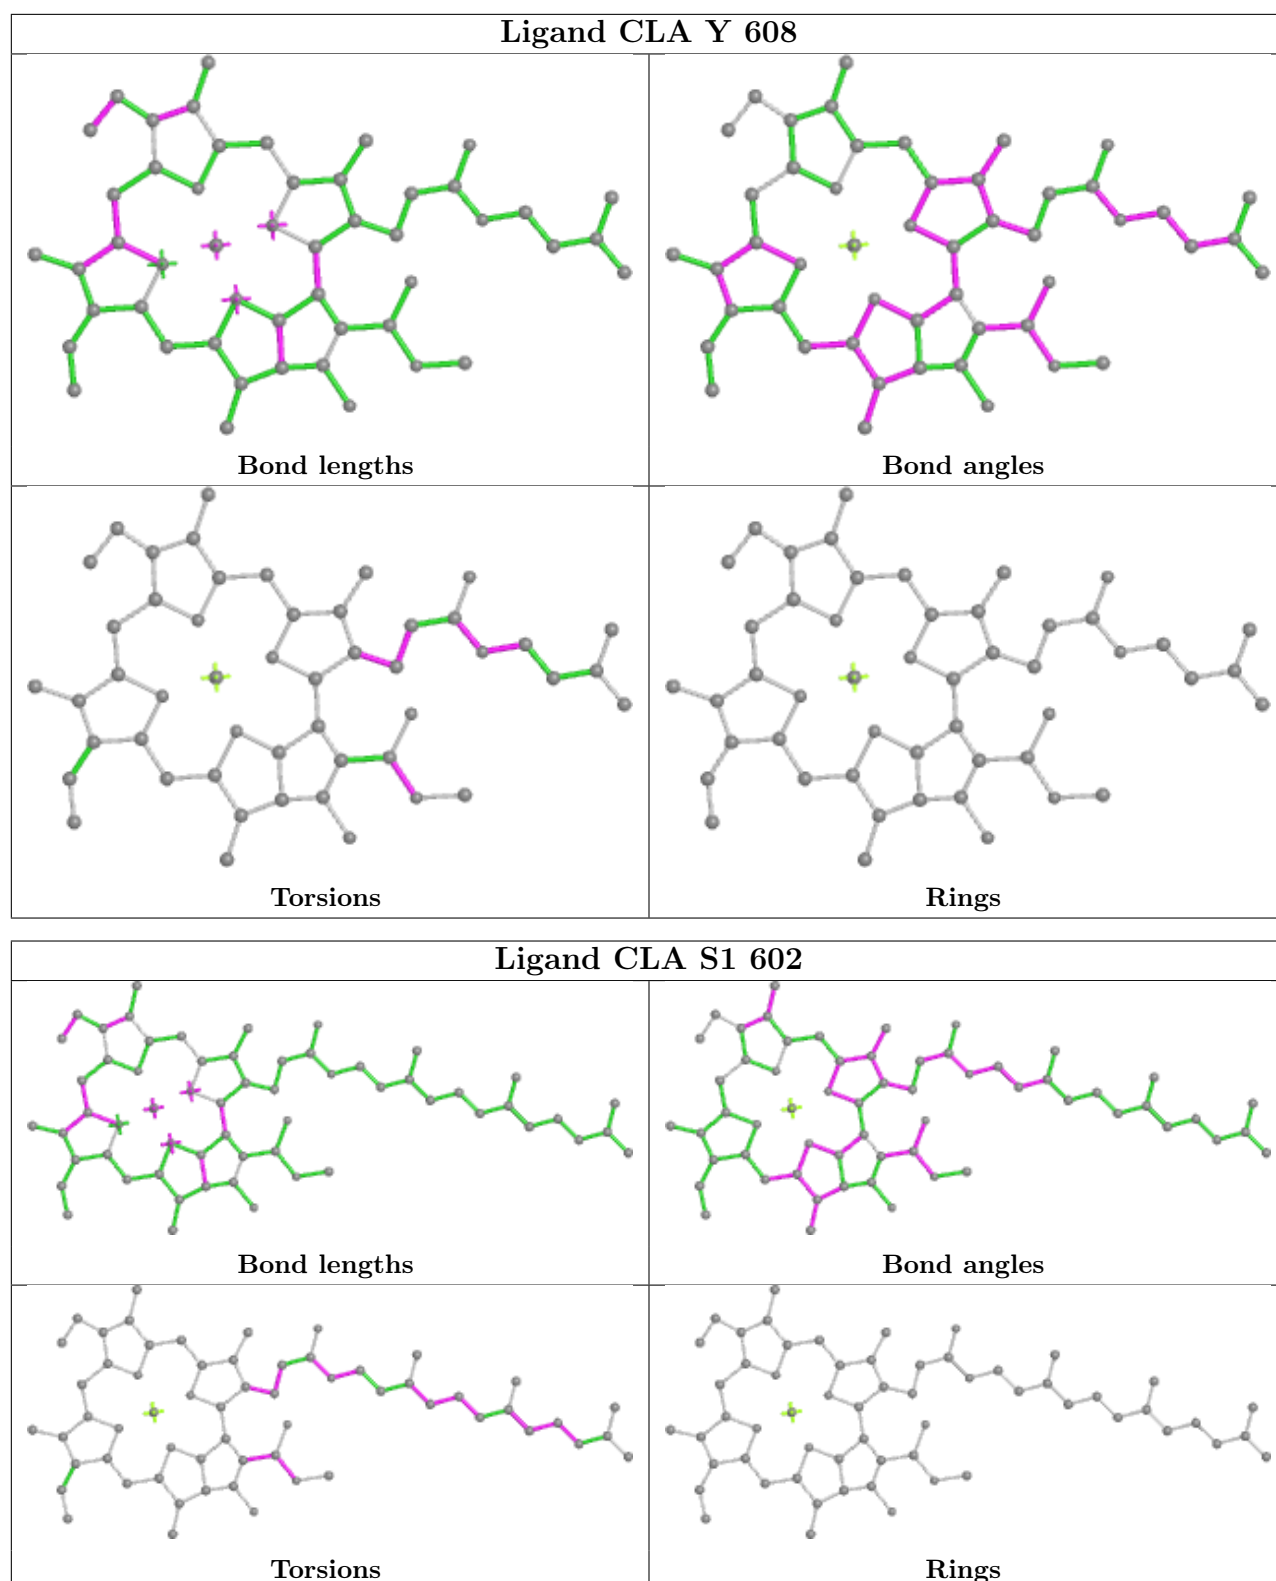 Ligand CLA Y 608
Bond lengths
Bond angles
Torsions
Rings
Ligand CLA S1 602
Bond lengths
Bond angles
Torsions
Rings